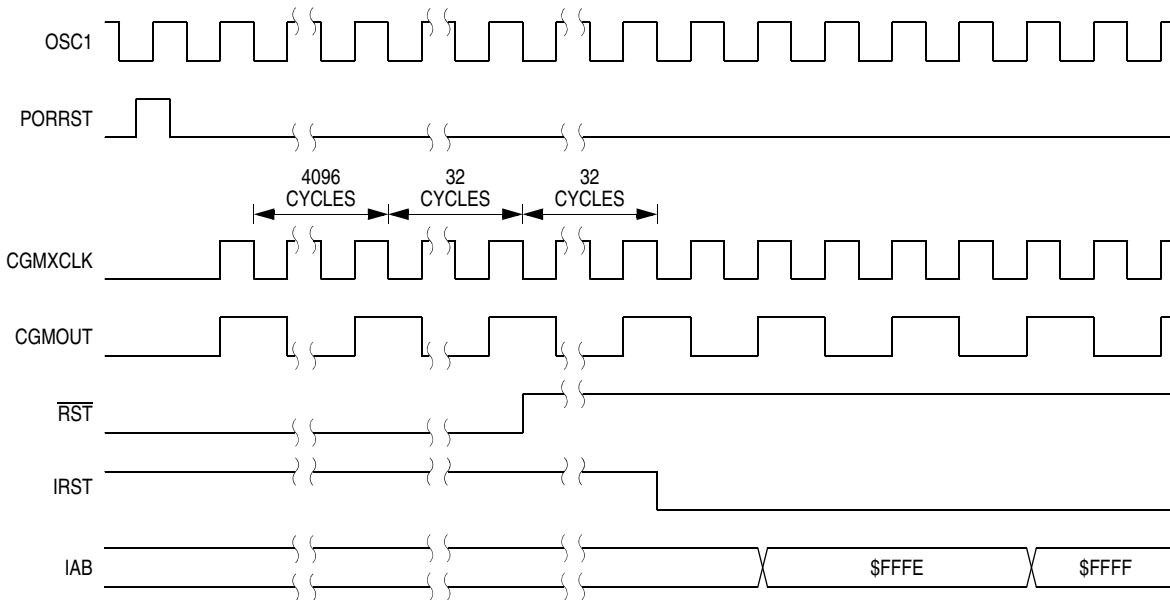 OSC1
PORRST
4096
CYCLES
32
CYCLES
32
CYCLES
CGMXCLK
CGMOUT
RST
IRST
IAB
$FFFE
$FFFF